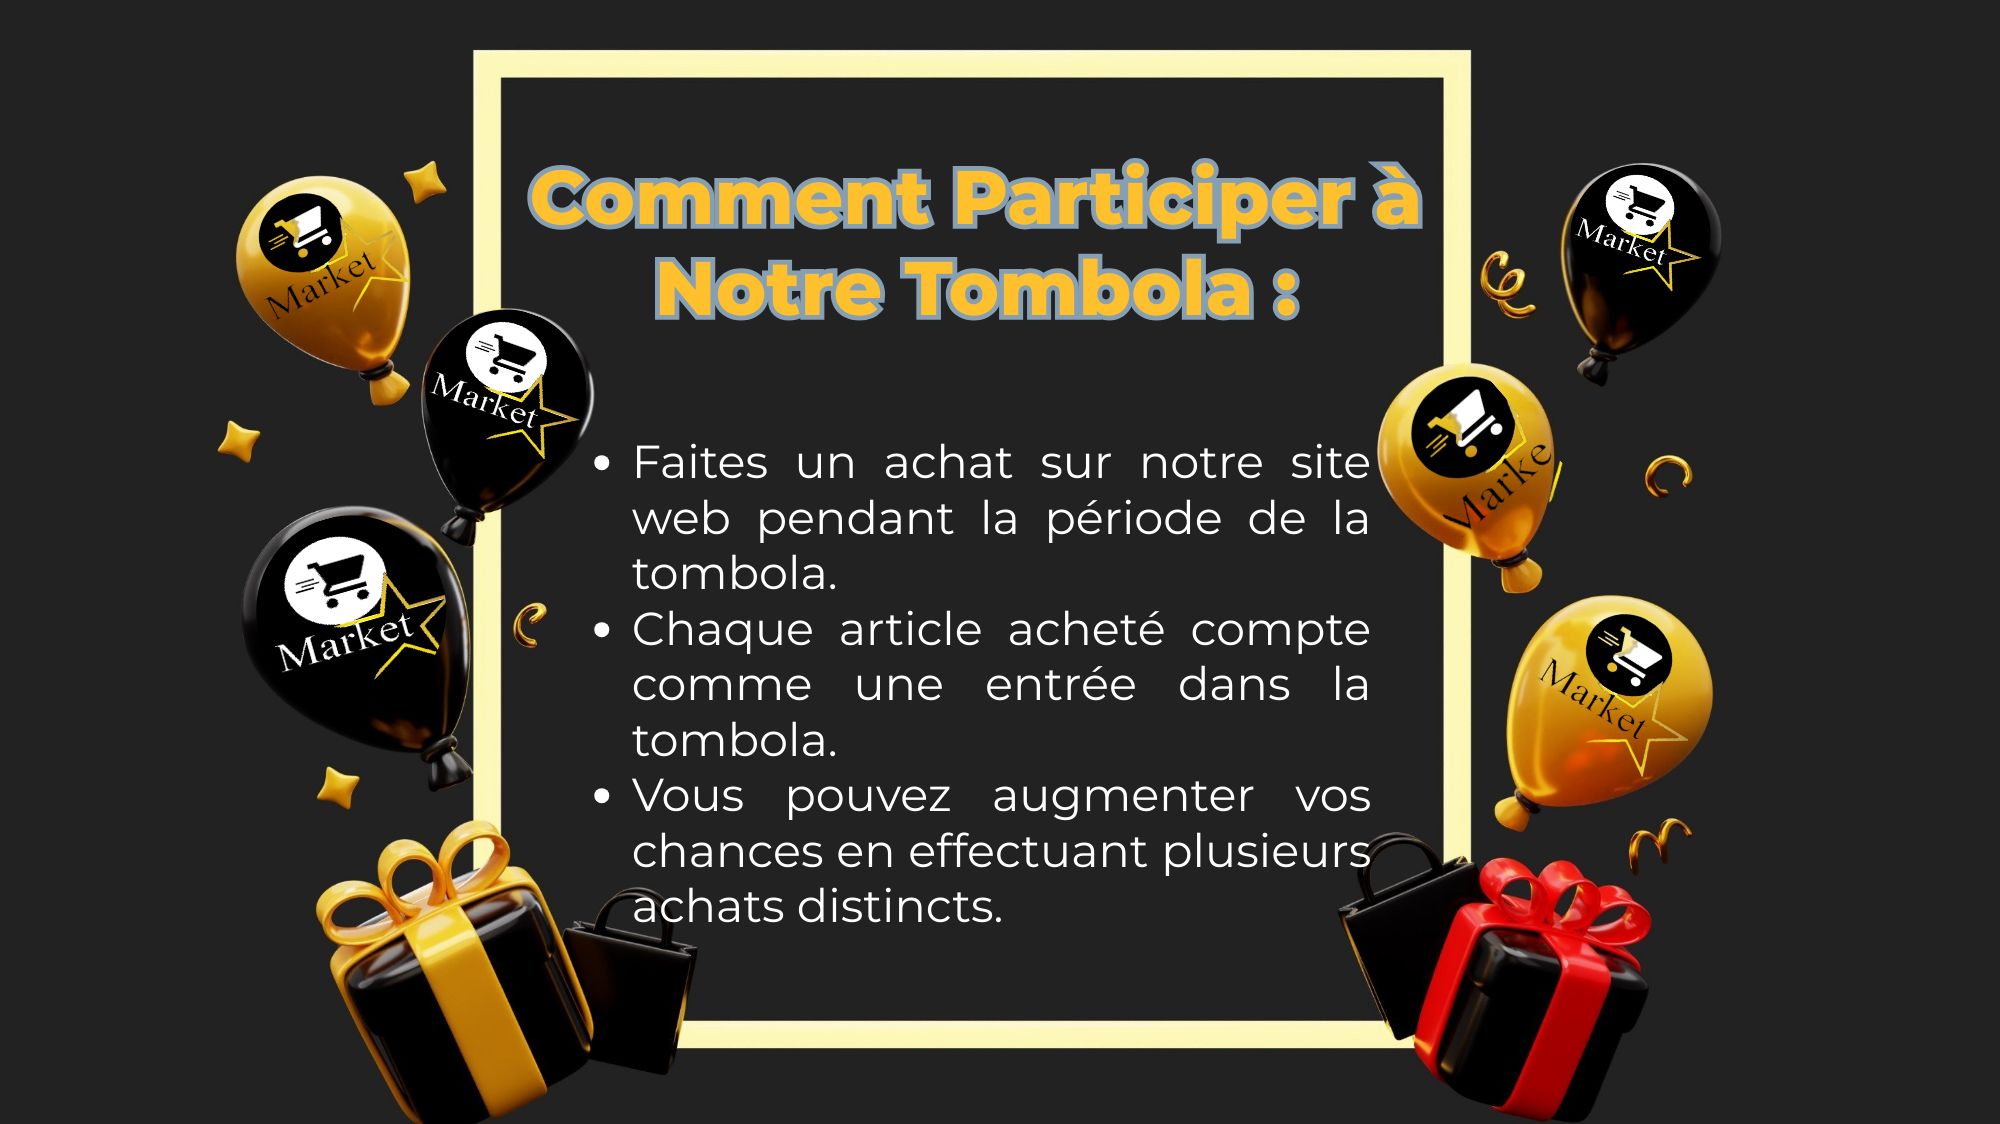 Comment Participer à
Notre Tombola :
Market
Market
Market
Market
Marke
Market
• Faites un achat sur notre site
web pendant la période de la
tombola.
• Chaque article acheté compte
comme une entrée dans la
tombola.
• Vous pouvez augmenter vos
chances en effectuant plusieurs
achats distincts.